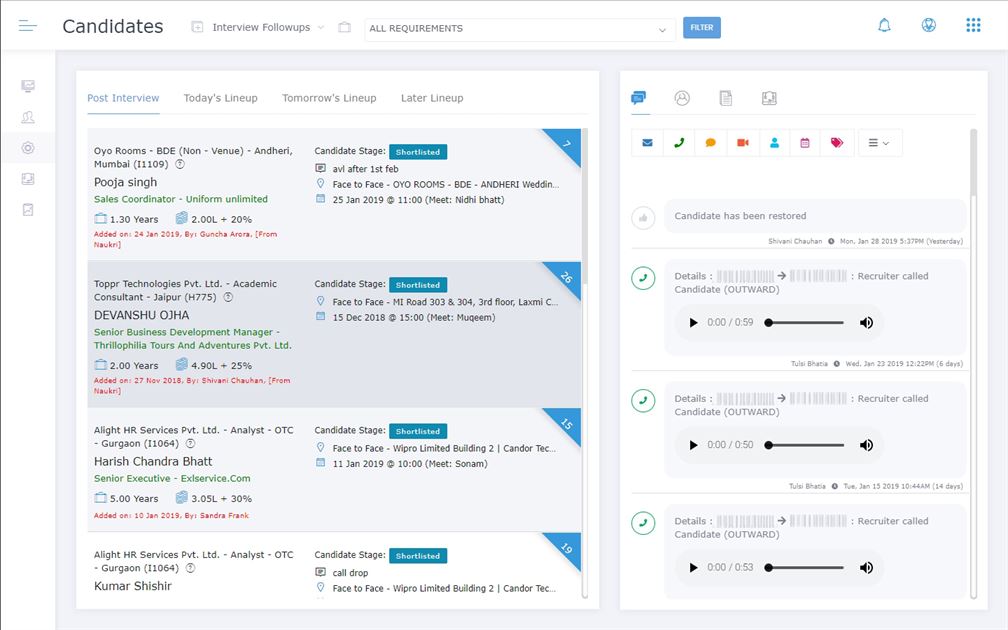 Candidates
Interview Followups
ALL REQUIREMENTS
FILTER
Post Interview
Today's Lineup
Tomorrow's Lineup
Later Lineup
Oyo Rooms - BDE (Non - Venue) - Andheri,
Mumbai (I1109)
Pooja singh
Sales Coordinator - Uniform unlimited
1.30 Years
2.00L + 20%
Added on: 24 Jan 2019, By: Guncha Arora, [From
Naukri]
Candidate Stage: Shortlisted
avl after 1st feb
Face to Face - OYO ROOMS - BDE - ANDHERI Weddin...
25 Jan 2019 @ 11:00 (Meet: Nidhi bhatt)
7
Toppr Technologies Pvt. Ltd. - Academic
Consultant - Jaipur (H775)
DEVANSHU OJHA
Senior Business Development Manager -
Thrillophilia Tours And Adventures Pvt. Ltd.
2.00 Years
4.90L + 25%
Added on: 27 Nov 2018, By: Shivani Chauhan, [From
Naukri]
Candidate Stage: Shortlisted
Face to Face - MI Road 303 & 304, 3rd floor, Laxmi C...
15 Dec 2018 @ 15:00 (Meet: Muqeem)
26
Alight HR Services Pvt. Ltd. - Analyst - OTC
- Gurgaon (I1064)
Harish Chandra Bhatt
Senior Executive - Exlservice.Com
5.00 Years
3.05L + 30%
Added on: 10 Jan 2019, By: Sandra Frank
Candidate Stage: Shortlisted
Face to Face - Wipro Limited Building 2 | Candor Tec...
11 Jan 2019 @ 10:00 (Meet: Sonam)
15
Alight HR Services Pvt. Ltd. - Analyst - OTC
- Gurgaon (I1064)
Kumar Shishir
Candidate Stage: Shortlisted
call drop
Face to Face - Wipro Limited Building 2 | Candor Tec...
19
Candidate has been restored
Shivani Chauhan Mon, Jan 28 2019 5:37PM (Yesterday)
Details : : Recruiter called
Candidate (OUTWARD)
0:00 / 0:59
Tulsi Bhatia Wed, Jan 23 2019 12:22PM (6 days)
Details : : Recruiter called
Candidate (OUTWARD)
0:00 / 0:50
Tulsi Bhatia Tue, Jan 15 2019 10:44AM (14 days)
Details : : Recruiter called
Candidate (OUTWARD)
0:00 / 0:53